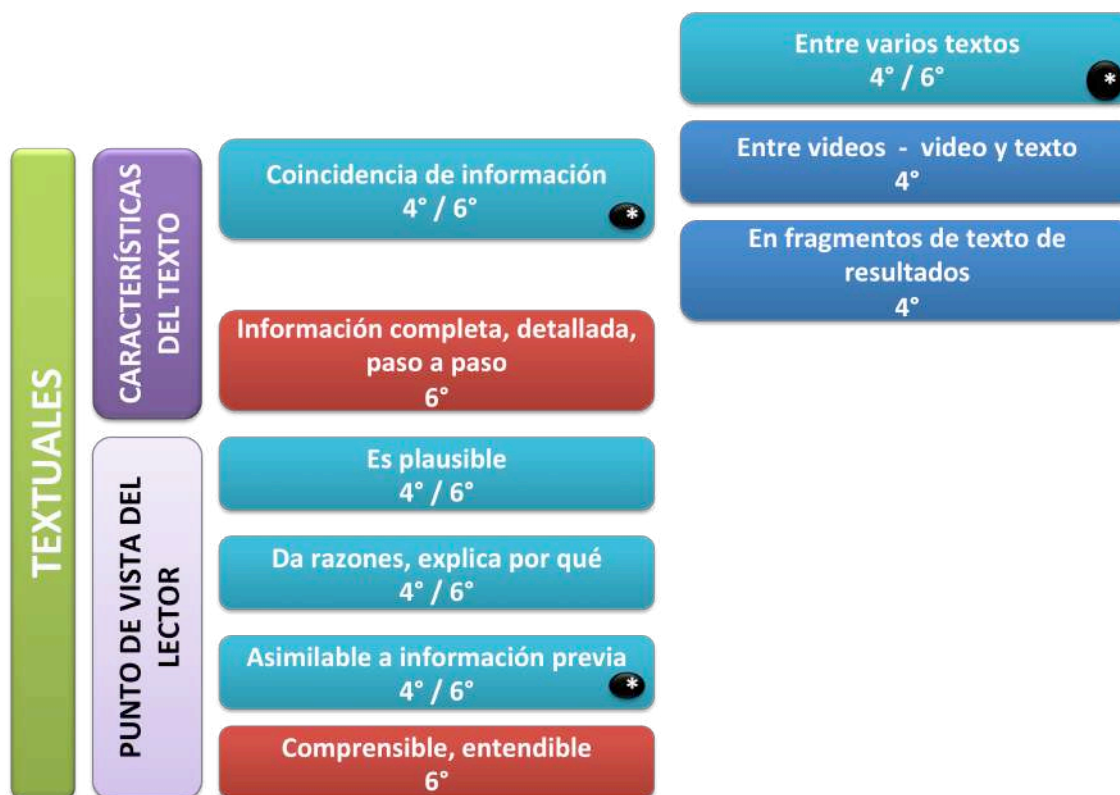 TEXTUALES
CARACTERÍSTICAS
DEL TEXTO
Coincidencia de información
4° / 6°
*
Entre varios textos
4° / 6°
*
Entre videos - video y texto
4°
En fragmentos de texto de
resultados
4°
Información completa, detallada,
paso a paso
6°
PUNTO DE VISTA DEL
LECTOR
Es plausible
4° / 6°
Da razones, explica por qué
4° / 6°
Asimilable a información previa
4° / 6°
*
Comprensible, entendible
6°